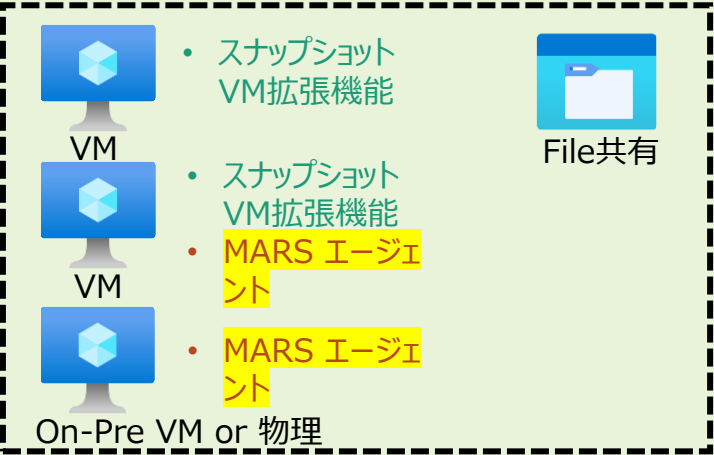 • スナップショット
VM拡張機能
VM
File共有
• スナップショット
VM拡張機能
• MARS エージェ
ント
VM
• MARS エージェ
ント
On-Pre VM or 物理